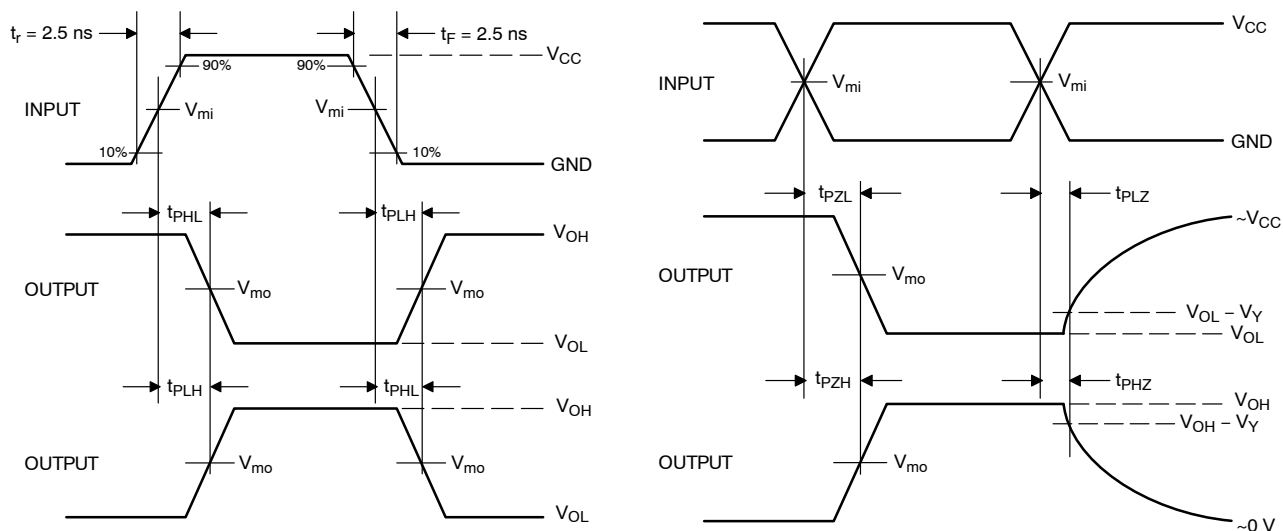 t_r = 2.5 ns
t_F = 2.5 ns
V_CC
90%
90%
INPUT
V_mi
V_mi
10%
10%
GND
t_PHL
t_PLH
V_OH
OUTPUT
V_mo
V_mo
V_OL
t_PLH
t_PHL
V_OH
OUTPUT
V_mo
V_mo
V_OL
V_CC
INPUT
V_mi
V_mi
GND
t_PZL
t_PLZ
~V_CC
OUTPUT
V_mo
V_OL – V_Y
V_OL
t_PZH
t_PHZ
V_OH
V_OH – V_Y
OUTPUT
V_mo
~0 V